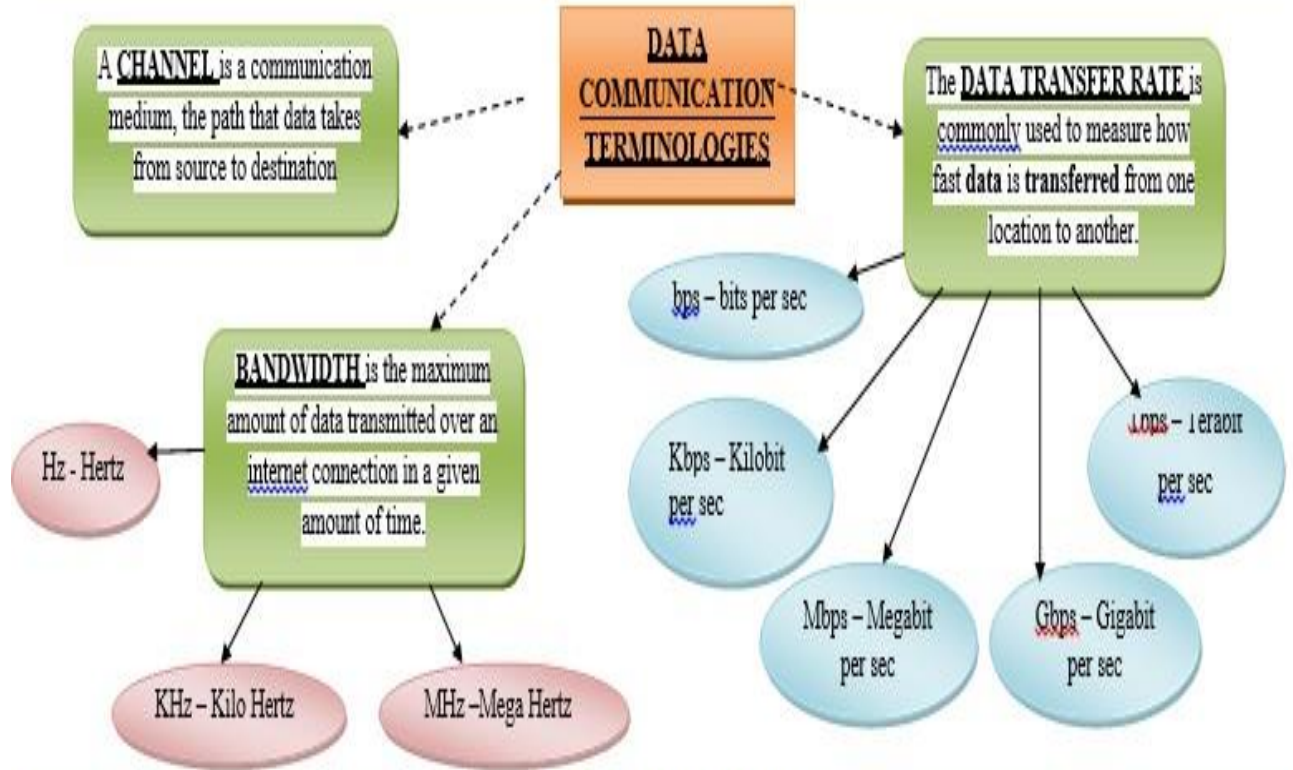 DATA
COMMUNICATION
TERMINOLOGIES
A CHANNEL is a communication
medium, the path that data takes
from source to destination
The DATA TRANSFER RATE is
commonly used to measure how
fast data is transferred from one
location to another.
bps – bits per sec
Kbps – Kilobit
per sec
Mbps – Megabit
per sec
Gbps – Gigabit
per sec
Terabit
per sec
BANDWIDTH is the maximum
amount of data transmitted over an
internet connection in a given
amount of time.
Hz - Hertz
KHz – Kilo Hertz
MHz –Mega Hertz